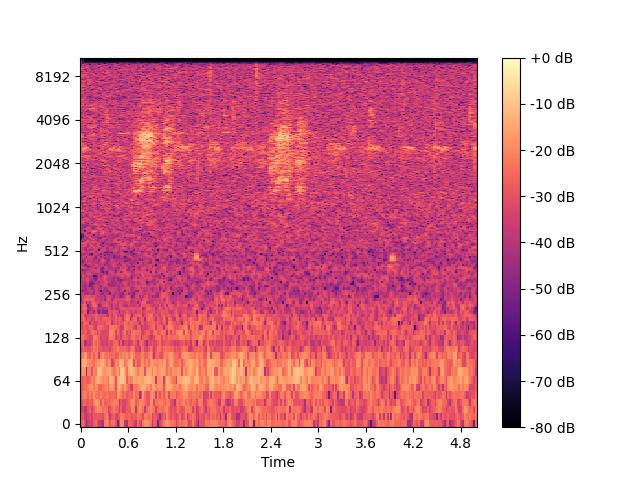 8192
4096
2048
1024
512
256
128
64
0
Hz
0 0.6 1.2 1.8 2.4 3 3.6 4.2 4.8
Time
+0 dB
-10 dB
-20 dB
-30 dB
-40 dB
-50 dB
-60 dB
-70 dB
-80 dB